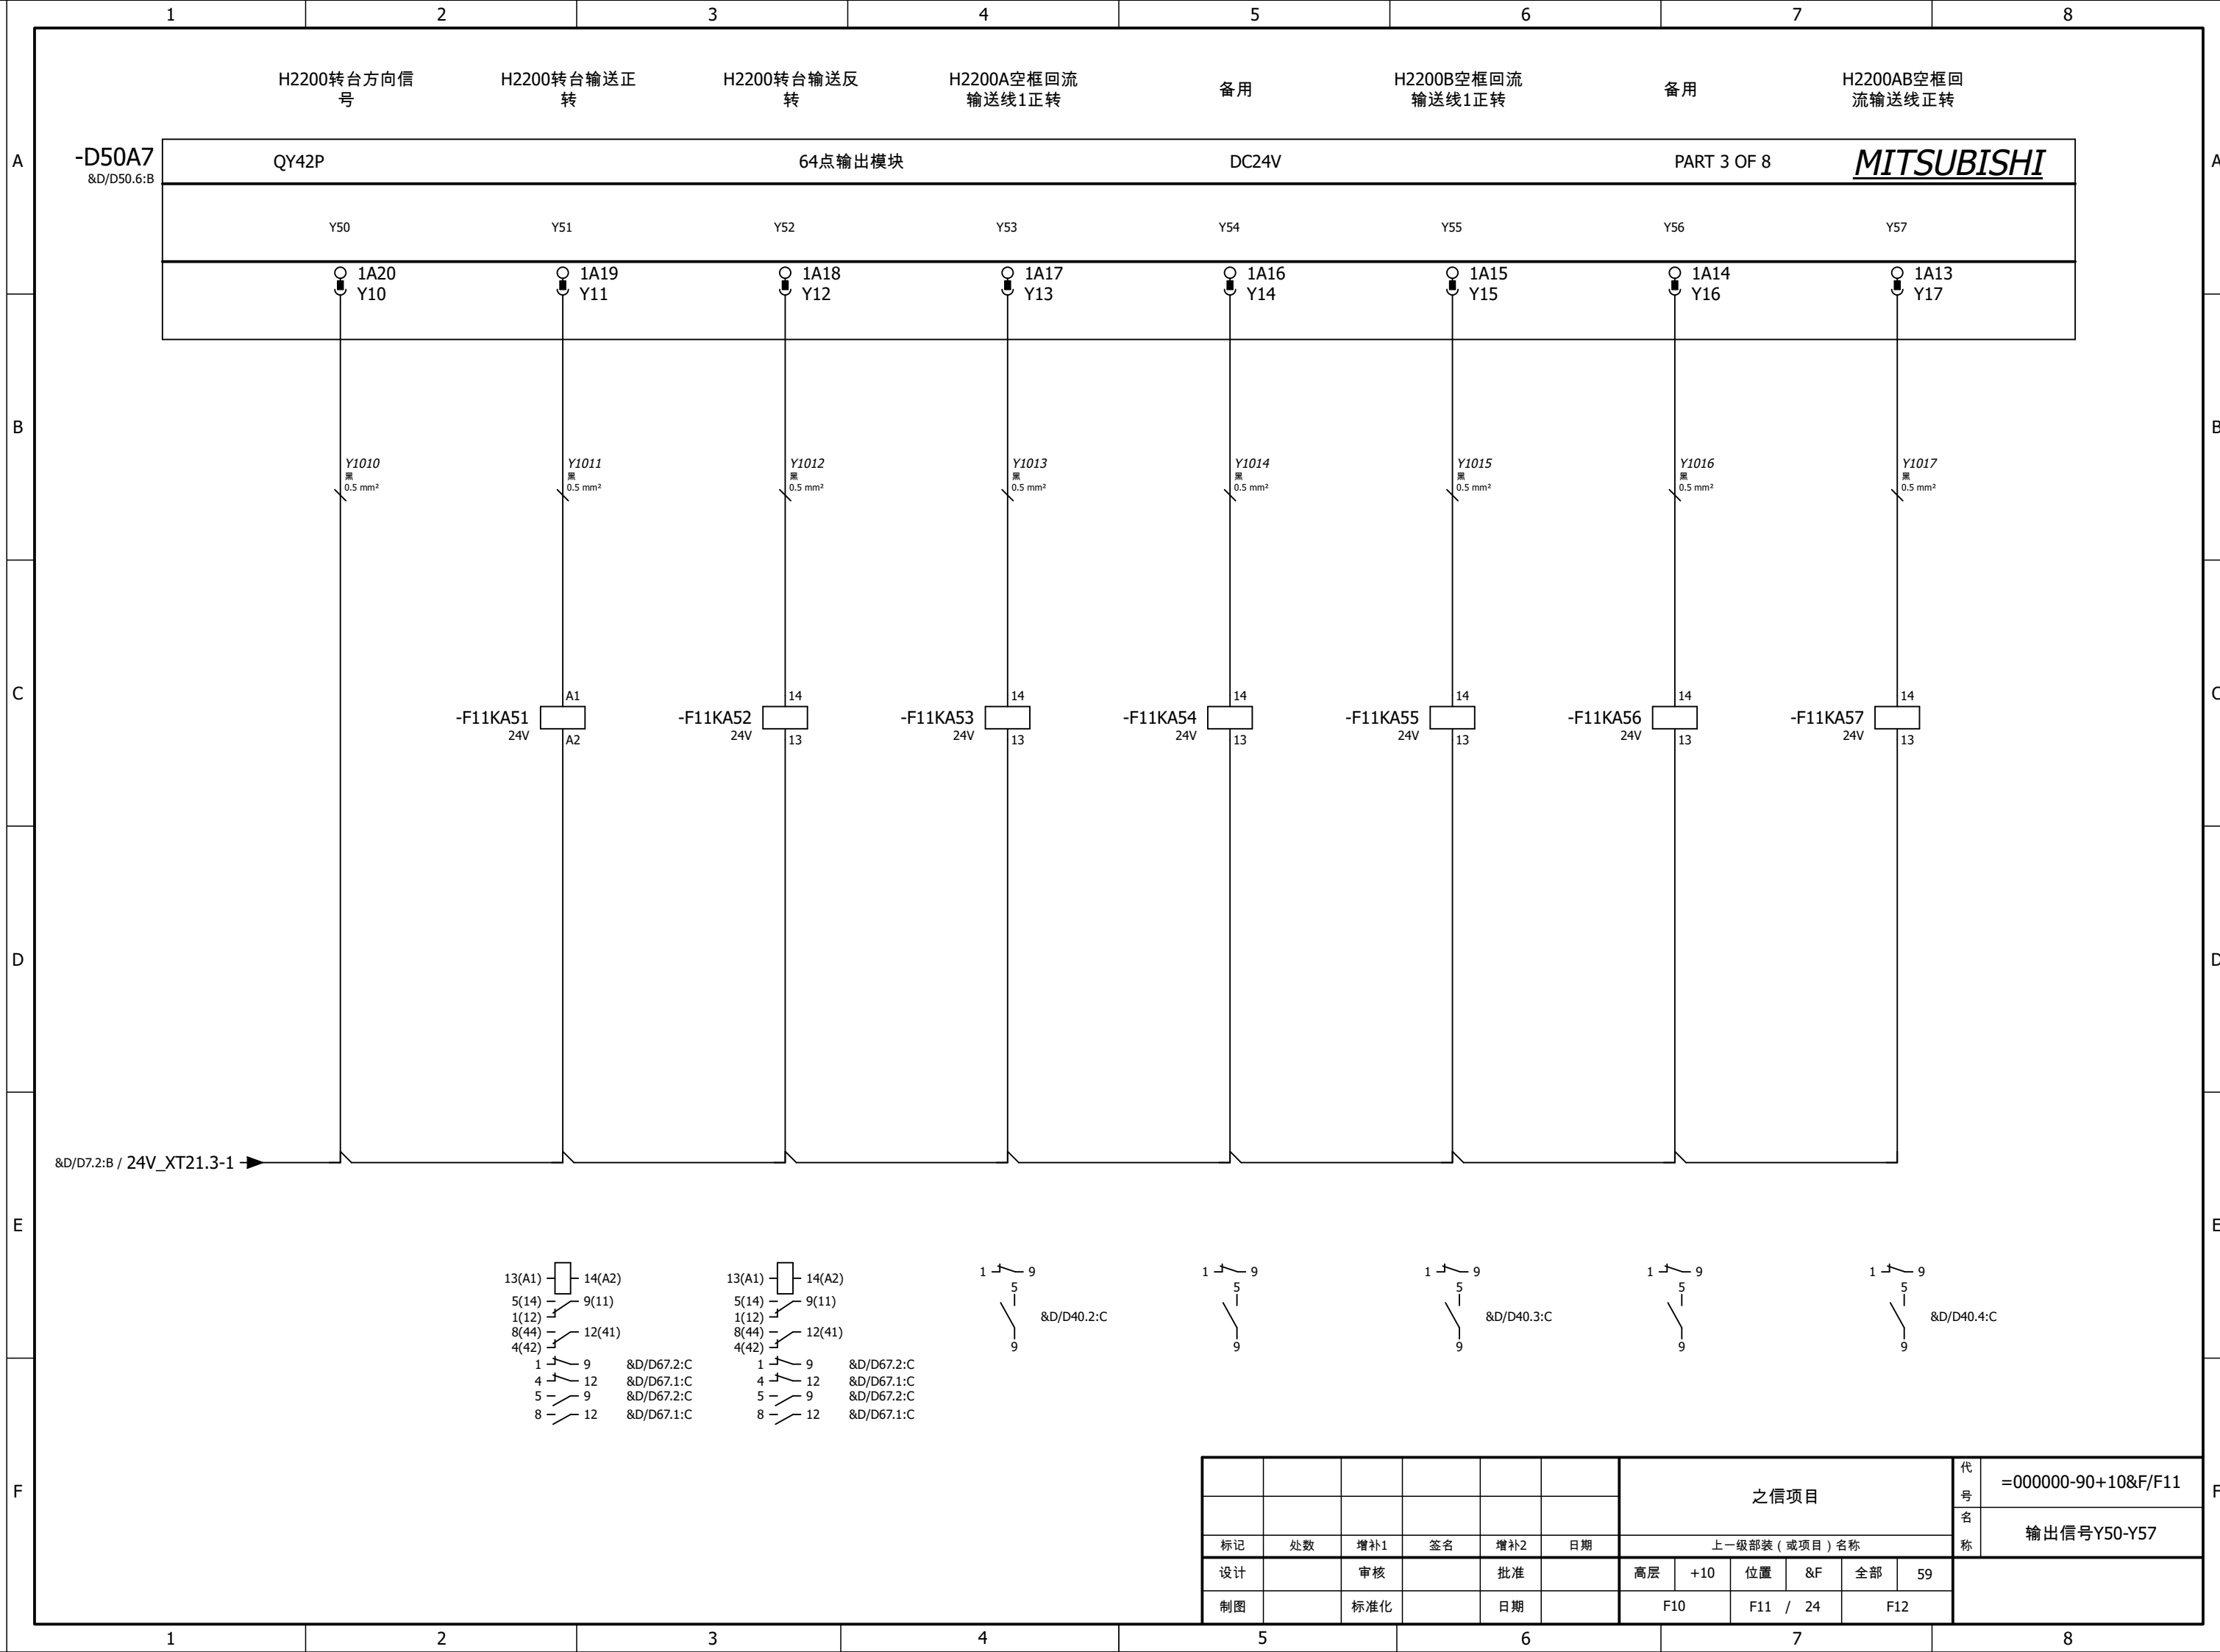 1 2 3 4 5 6 7 8
H2200转台方向信
号
H2200转台输送正
转
H2200转台输送反
转
H2200A空框回流
输送线1正转
备用
H2200B空框回流
输送线1正转
备用
H2200AB空框回
流输送线正转
A
-D50A7
&D/D50.6:B
QY42P 64点输出模块 DC24V PART 3 OF 8 MITSUBISHI
A
Y50 Y51 Y52 Y53 Y54 Y55 Y56 Y57
1A20 1A19 1A18 1A17 1A16 1A15 1A14 1A13
Y10 Y11 Y12 Y13 Y14 Y15 Y16 Y17
B B
Y1010 Y1011 Y1012 Y1013 Y1014 Y1015 Y1016 Y1017
黑 黑 黑 黑 黑 黑 黑 黑
0.5 mm² 0.5 mm² 0.5 mm² 0.5 mm² 0.5 mm² 0.5 mm² 0.5 mm² 0.5 mm²
C A1 14 14 14 14 14 14 C
-F11KA51 -F11KA52 -F11KA53 -F11KA54 -F11KA55 -F11KA56 -F11KA57
24V 24V 24V 24V 24V 24V 24V
A2 13 13 13 13 13 13
D D
&D/D7.2:B / 24V_XT21.3-1
E E
13(A1) 14(A2) 13(A1) 14(A2) 1 9 1 9 1 9 1 9 1 9
5 5 5 5 5
5(14) 9(11) 5(14) 9(11)
1(12) 1(12) &D/D40.2:C &D/D40.3:C &D/D40.4:C
8(44) 12(41) 8(44) 12(41)
4(42) 4(42) 9 9 9 9 9
1 9 &D/D67.2:C 1 9 &D/D67.2:C
4 12 &D/D67.1:C 4 12 &D/D67.1:C
5 9 &D/D67.2:C 5 9 &D/D67.2:C
8 12 &D/D67.1:C 8 12 &D/D67.1:C
F F
之信项目
代
号
=000000-90+10&F/F11
名
称
输出信号Y50-Y57
标记 处数 增补1 签名 增补2 日期 上一级部装（或项目）名称
设计 审核 批准 高层 +10 位置 &F 全部 59
制图 标准化 日期 F10 F11 / 24 F12
1 2 3 4 5 6 7 8